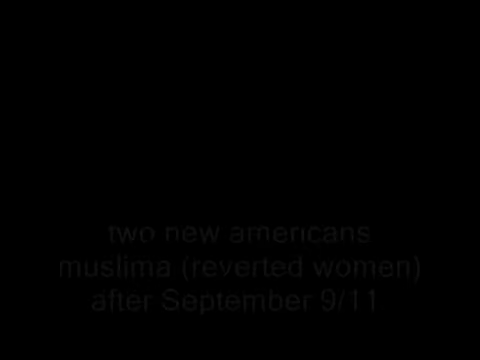 two new americans
muslima (reverted women)
after September 9/11